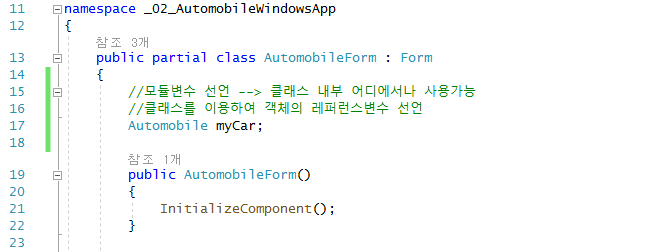 11 namespace _02_AutomobileWindowsApp
12 {
참조 3개
13 public partial class AutomobileForm : Form
14 {
15 //모듈변수 선언 --> 클래스 내부 어디에서나 사용가능
16 //클래스를 이용하여 객체의 레퍼런스변수 선언
17 Automobile myCar;
18
참조 1개
19 public AutomobileForm()
20 {
21 InitializeComponent();
22 }
23